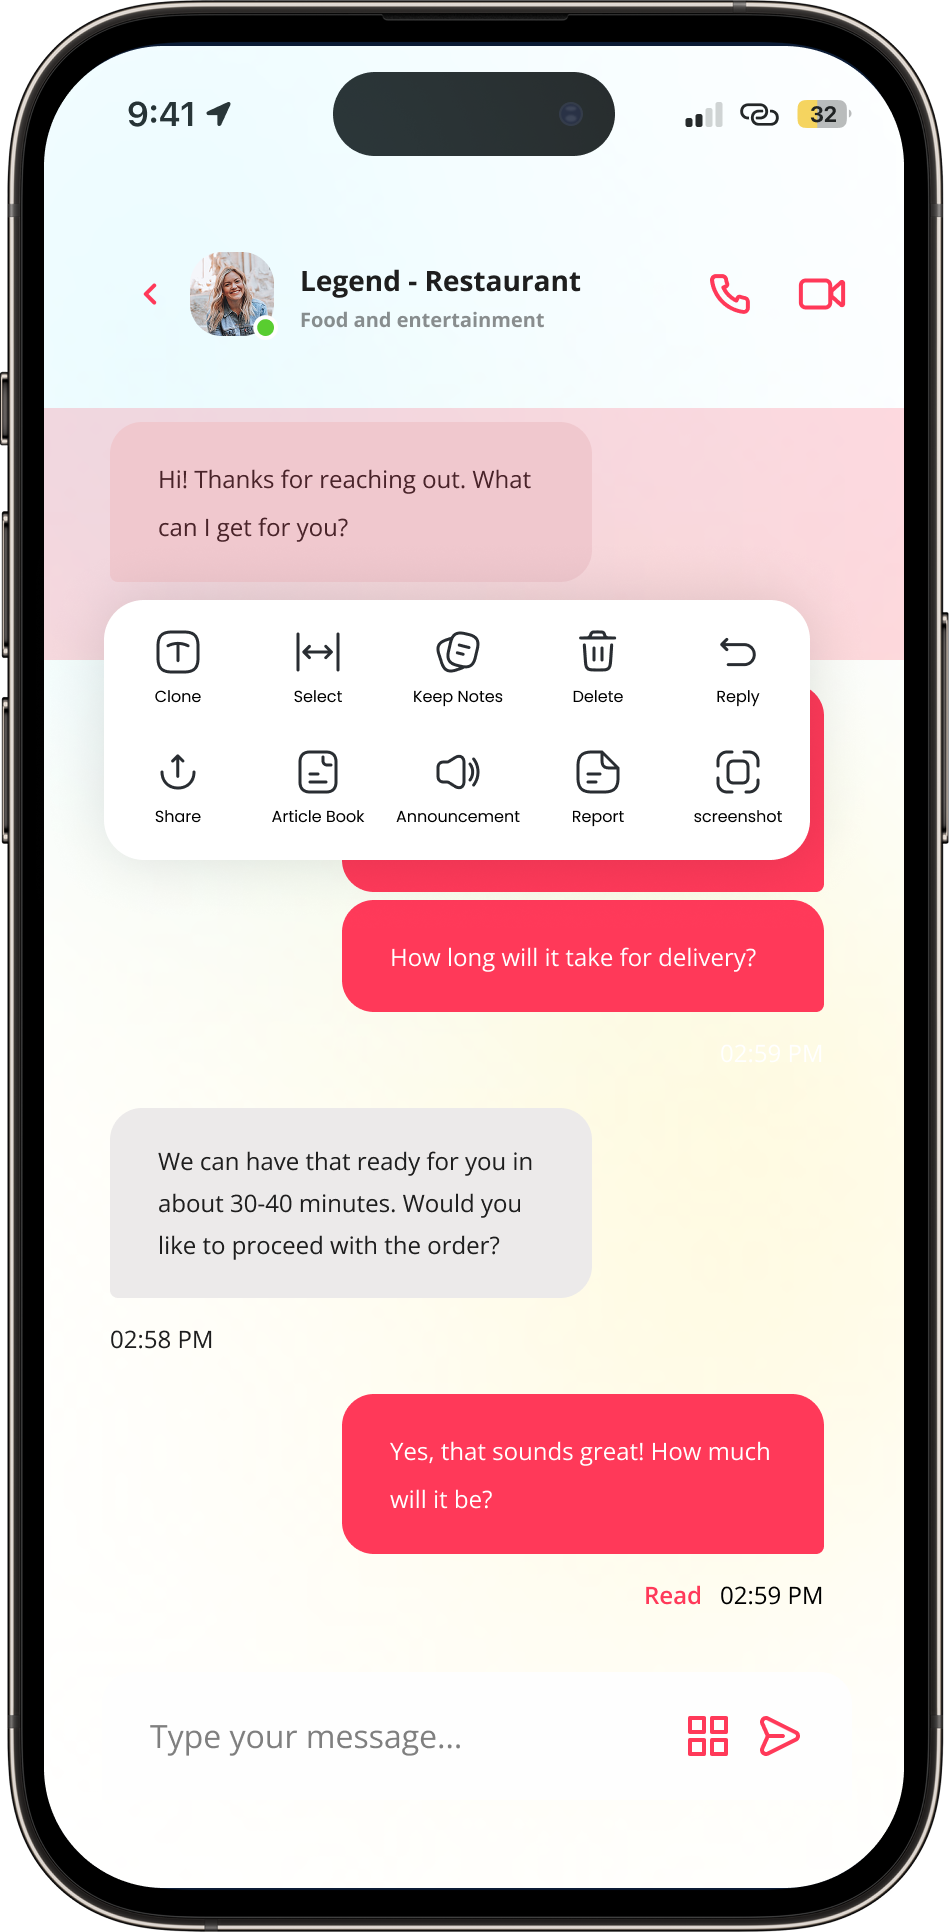 9:41
32
Legend - Restaurant
Food and entertainment
Hi! Thanks for reaching out. What
can I get for you?
Clone Select Keep Notes Delete Reply
Share Article Book Announcement Report screenshot
How long will it take for delivery?
02:59 PM
We can have that ready for you in
about 30-40 minutes. Would you
like to proceed with the order?
02:58 PM
Yes, that sounds great! How much
will it be?
Read 02:59 PM
Type your message...